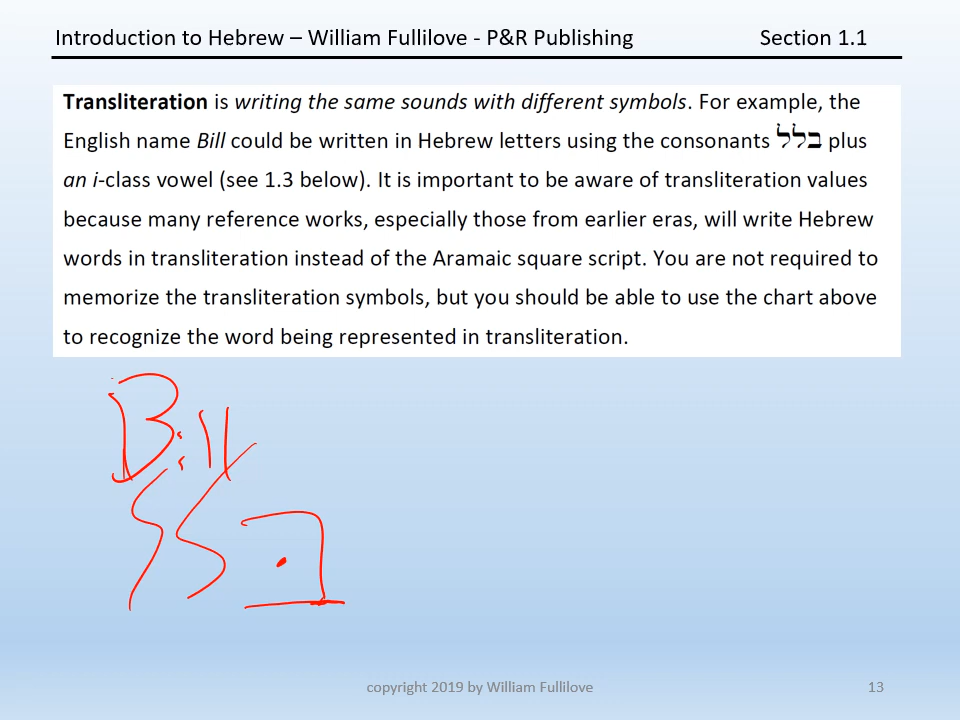 Introduction to Hebrew – William Fullilove - P&R Publishing Section 1.1
Transliteration is writing the same sounds with different symbols. For example, the
English name Bill could be written in Hebrew letters using the consonants בלל plus
an i-class vowel (see 1.3 below). It is important to be aware of transliteration values
because many reference works, especially those from earlier eras, will write Hebrew
words in transliteration instead of the Aramaic square script. You are not required to
memorize the transliteration symbols, but you should be able to use the chart above
to recognize the word being represented in transliteration.
Bill
בּלל
copyright 2019 by William Fullilove 13